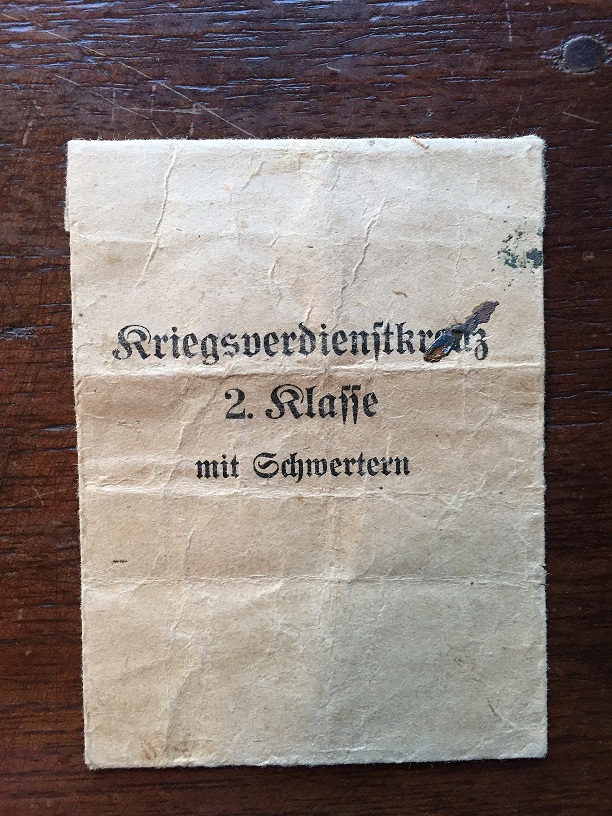 Kriegsverdienſtkreuz
2. Klaſſe
mit Schwertern